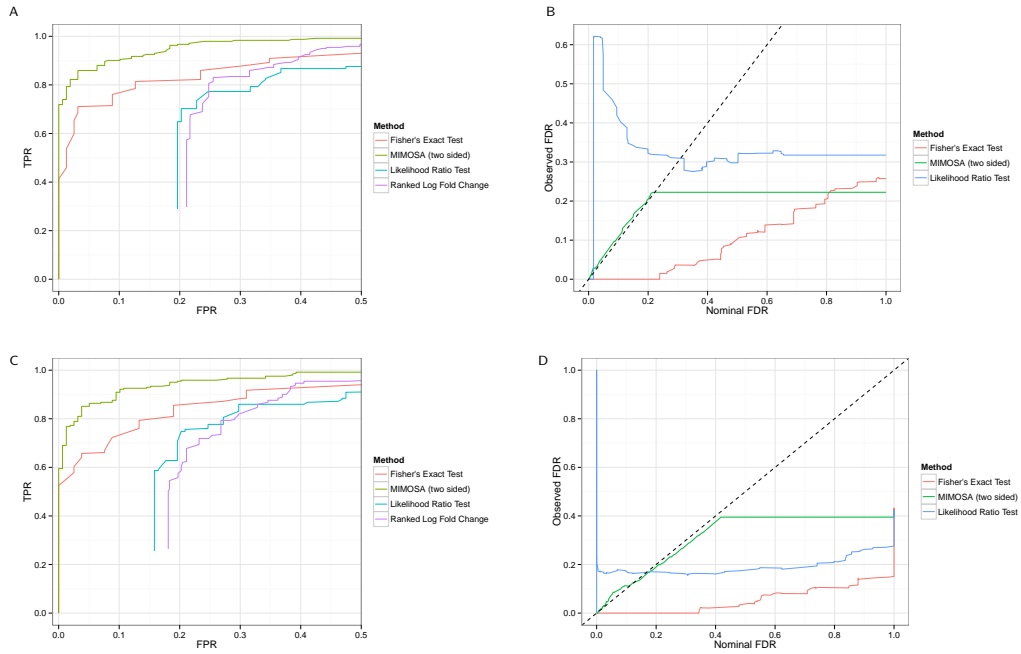 A
1.0
0.8
0.6
0.4
0.2
0.0
TPR
0.0 0.1 0.2 0.3 0.4 0.5
FPR
Method
Fisher's Exact Test
MIMOSA (two sided)
Likelihood Ratio Test
Ranked Log Fold Change
B
0.6
0.5
0.4
0.3
0.2
0.1
0.0
Observed FDR
0.0 0.2 0.4 0.6 0.8 1.0
Nominal FDR
Method
Fisher's Exact Test
MIMOSA (two sided)
Likelihood Ratio Test
C
1.0
0.8
0.6
0.4
0.2
0.0
TPR
0.0 0.1 0.2 0.3 0.4 0.5
FPR
Method
Fisher's Exact Test
MIMOSA (two sided)
Likelihood Ratio Test
Ranked Log Fold Change
D
1.0
0.8
0.6
0.4
0.2
0.0
Observed FDR
0.0 0.2 0.4 0.6 0.8 1.0
Nominal FDR
Method
Fisher's Exact Test
MIMOSA (two sided)
Likelihood Ratio Test